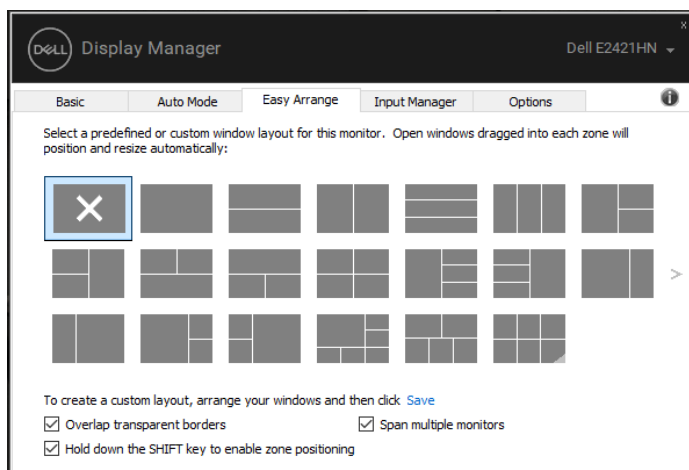 DELL Display Manager
Dell E2421HN
Basic Auto Mode Easy Arrange Input Manager Options
Select a predefined or custom window layout for this monitor. Open windows dragged into each zone will
position and resize automatically:
To create a custom layout, arrange your windows and then click Save
Overlap transparent borders Span multiple monitors
Hold down the SHIFT key to enable zone positioning